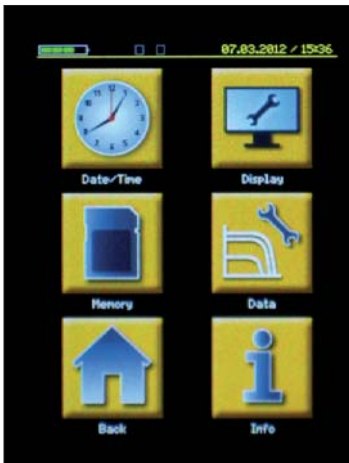 07.03.2012 / 15:36
Date/Time
Display
Memory
Data
Back
Info